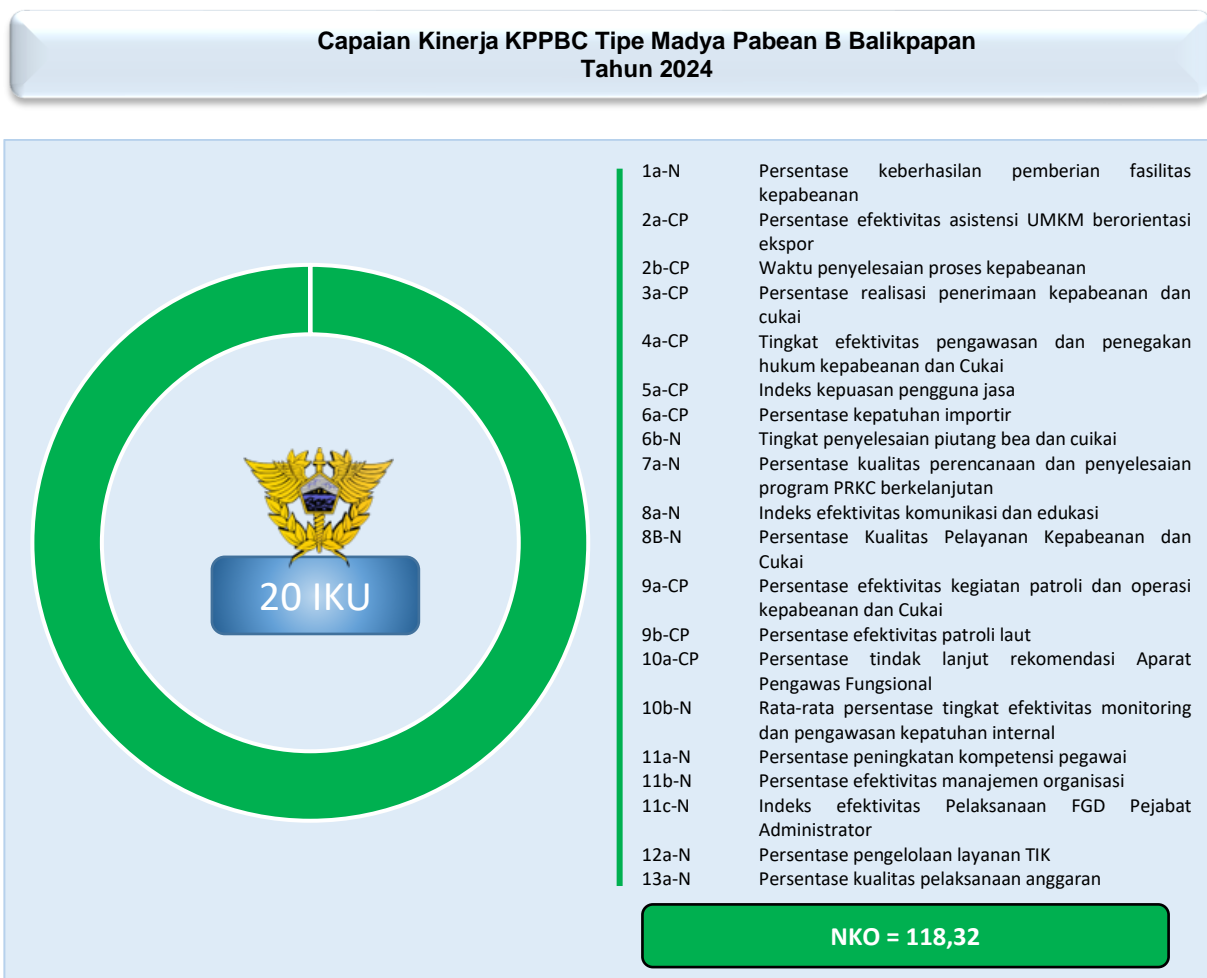 Capaian Kinerja KPPBC Tipe Madya Pabean B Balikpapan
Tahun 2024
20 IKU
1a-N Persentase keberhasilan pemberian fasilitas
kepabeanan
2a-CP Persentase efektivitas asistensi UMKM berorientasi
ekspor
2b-CP Waktu penyelesaian proses kepabeanan
3a-CP Persentase realisasi penerimaan kepabeanan dan
cukai
4a-CP Tingkat efektivitas pengawasan dan penegakan
hukum kepabeanan dan Cukai
5a-CP Indeks kepuasan pengguna jasa
6a-CP Persentase kepatuhan importir
6b-N Tingkat penyelesaian piutang bea dan cuikai
7a-N Persentase kualitas perencanaan dan penyelesaian
program PRKC berkelanjutan
8a-N Indeks efektivitas komunikasi dan edukasi
8B-N Persentase Kualitas Pelayanan Kepabeanan dan
Cukai
9a-CP Persentase efektivitas kegiatan patroli dan operasi
kepabeanan dan Cukai
9b-CP Persentase efektivitas patroli laut
10a-CP Persentase tindak lanjut rekomendasi Aparat
Pengawas Fungsional
10b-N Rata-rata persentase tingkat efektivitas monitoring
dan pengawasan kepatuhan internal
11a-N Persentase peningkatan kompetensi pegawai
11b-N Persentase efektivitas manajemen organisasi
11c-N Indeks efektivitas Pelaksanaan FGD Pejabat
Administrator
12a-N Persentase pengelolaan layanan TIK
13a-N Persentase kualitas pelaksanaan anggaran
NKO = 118,32